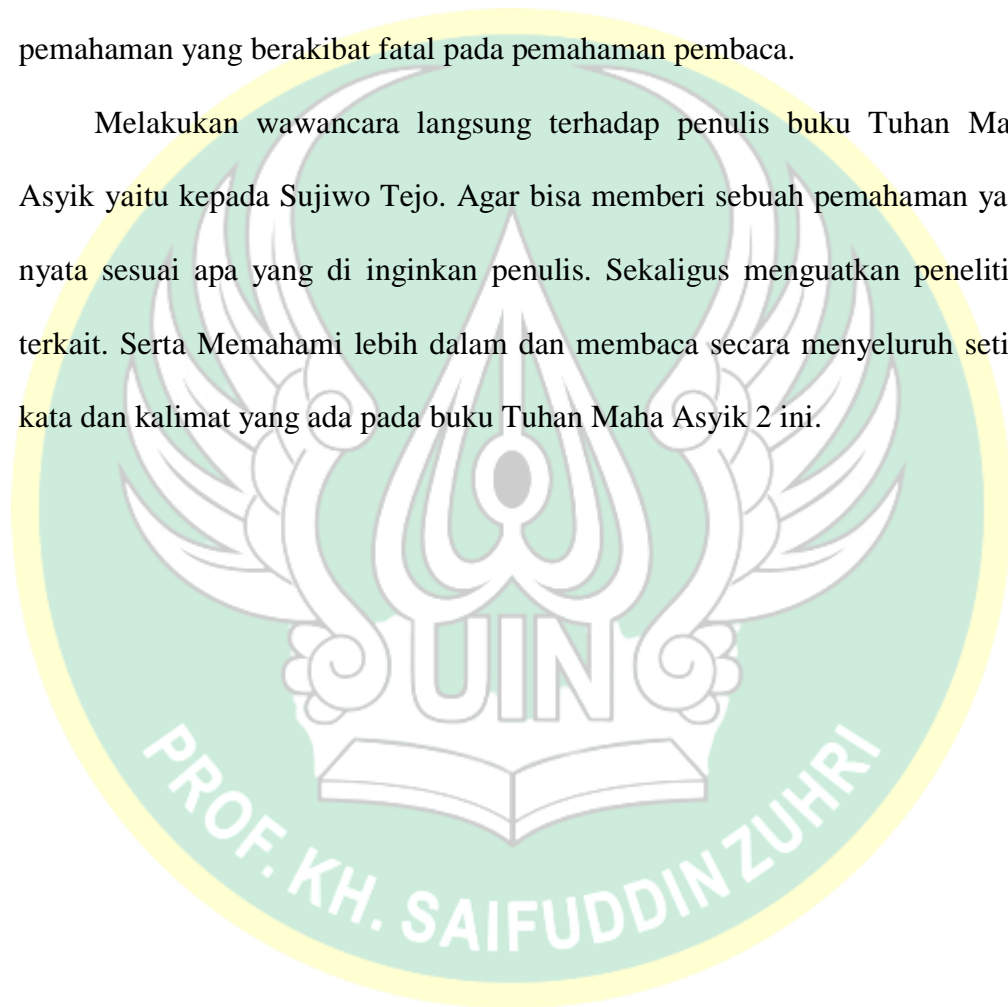 pemahaman yang berakibat fatal pada pemahaman pembaca.
Melakukan wawancara langsung terhadap penulis buku Tuhan Ma
Asyik yaitu kepada Sujiwo Tejo. Agar bisa memberi sebuah pemahaman ya
nyata sesuai apa yang di inginkan penulis. Sekaligus menguatkan peneliti
terkait. Serta Memahami lebih dalam dan membaca secara menyeluruh seti
kata dan kalimat yang ada pada buku Tuhan Maha Asyik 2 ini.
UIN
PROF. KH. SAIFUDDIN ZUHRI